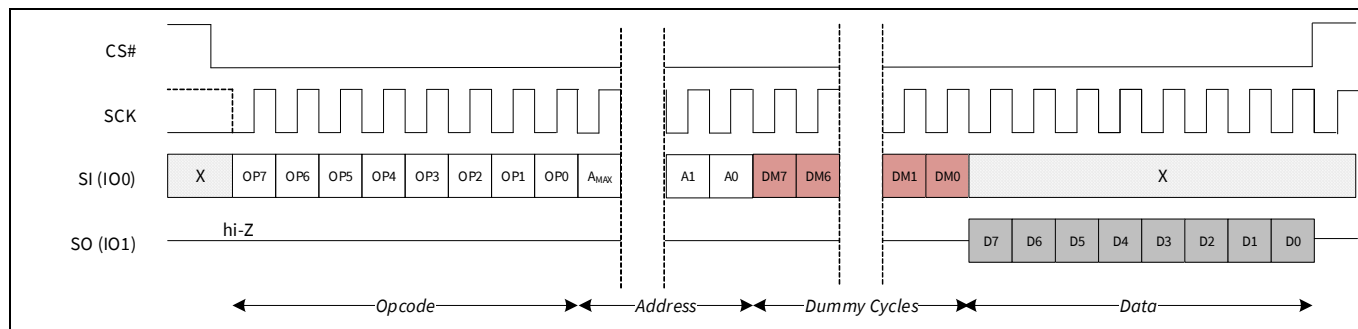 CS#
SCK
SI (IO0) X OP7 OP6 OP5 OP4 OP3 OP2 OP1 OP0 AMAX A1 A0 DM7 DM6 DM1 DM0 X
hi-Z
SO (IO1) D7 D6 D5 D4 D3 D2 D1 D0
Opcode Address Dummy Cycles Data